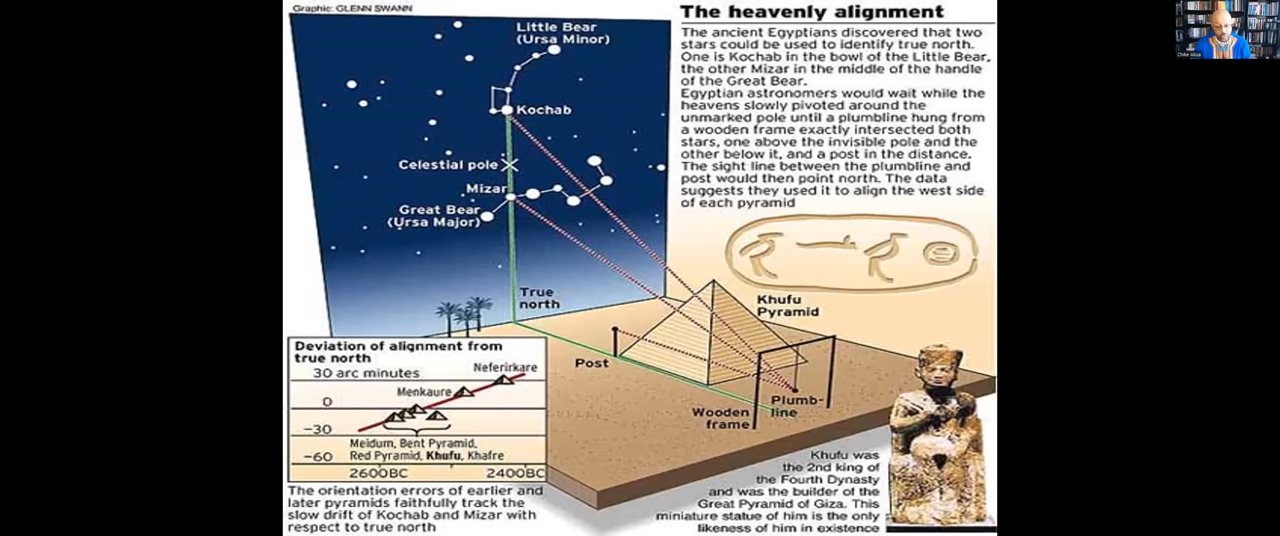 Graphic: GLENN SWANN
The heavenly alignment
The ancient Egyptians discovered that two
stars could be used to identify true north.
One is Kochab in the bowl of the Little Bear,
the other Mizar in the middle of the handle
of the Great Bear.
Egyptian astronomers would wait while the
heavens slowly pivoted around the
unmarked pole until a plumbline hung from
a wooden frame exactly intersected both
stars, one above the invisible pole and the
other below it, and a post in the distance.
The sight line between the plumbline and
post would then point north. The data
suggests they used it to align the west side
of each pyramid
Little Bear
(Ursa Minor)
Kochab
Celestial pole
Mizar
Great Bear
(Ursa Major)
True
north
Khufu
Pyramid
Post
Wooden
frame
Plumb-
line
Deviation of alignment from
true north
30 arc minutes
Neferirkare
Menkaure
0
-30
Meidum, Bent Pyramid,
Red Pyramid, Khufu, Khafre
-60
2600BC 2400BC
The orientation errors of earlier and
later pyramids faithfully track the
slow drift of Kochab and Mizar with
respect to true north
Khufu was
the 2nd king of
the Fourth Dynasty
and was the builder of the
Great Pyramid of Giza. This
miniature statue of him is the only
likeness of him in existence
Chike Akua